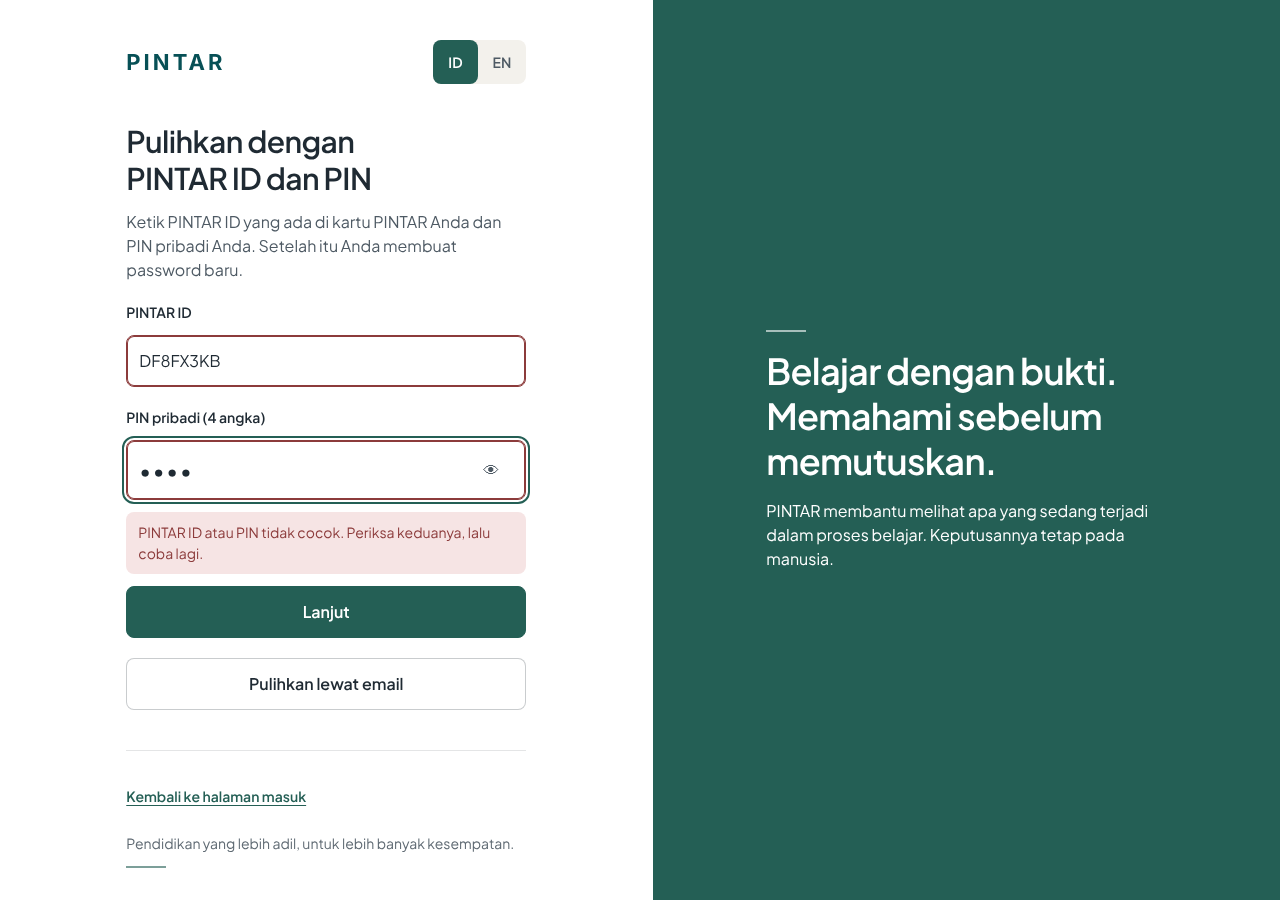 PINTAR
ID
EN
Pulihkan dengan
PINTAR ID dan PIN
Ketik PINTAR ID yang ada di kartu PINTAR Anda dan
PIN pribadi Anda. Setelah itu Anda membuat
password baru.
PINTAR ID
DF8FX3KB
PIN pribadi (4 angka)
PINTAR ID atau PIN tidak cocok. Periksa keduanya, lalu
coba lagi.
Lanjut
Pulihkan lewat email
Kembali ke halaman masuk
Pendidikan yang lebih adil, untuk lebih banyak kesempatan.
Belajar dengan bukti.
Memahami sebelum
memutuskan.
PINTAR membantu melihat apa yang sedang terjadi
dalam proses belajar. Keputusannya tetap pada
manusia.